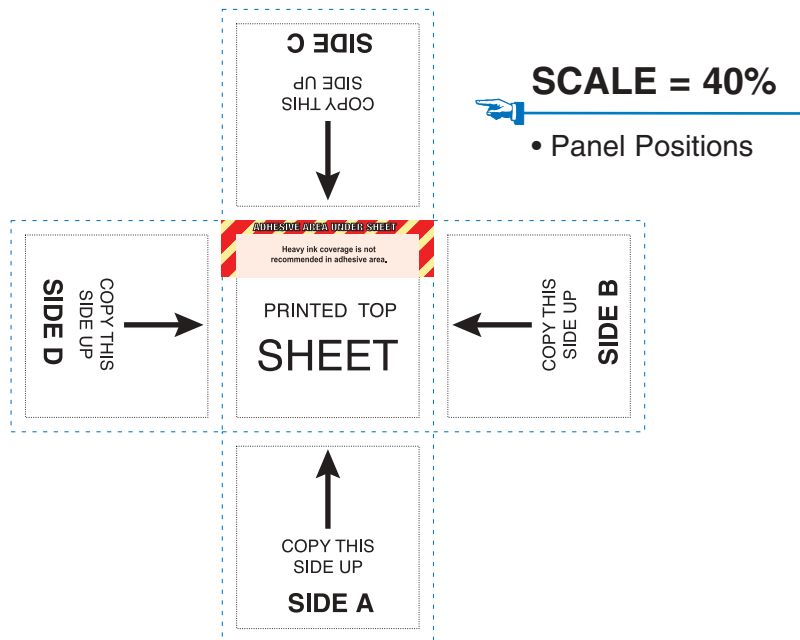 SIDE C
COPY THIS
SIDE UP
SCALE = 40%
• Panel Positions
ADHESIVE AREA UNDER SHEET
Heavy ink coverage is not
recommended in adhesive area.
SIDE D
COPY THIS
SIDE UP
PRINTED TOP
SHEET
COPY THIS
SIDE UP
SIDE B
COPY THIS
SIDE UP
SIDE A